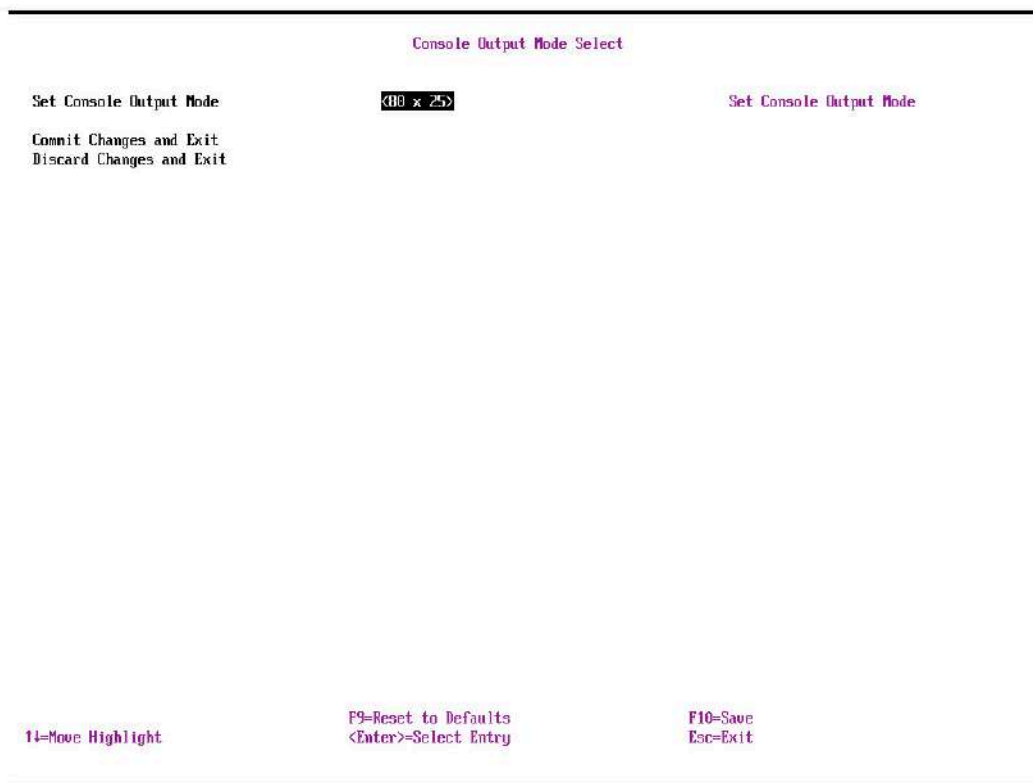 Console Output Mode Select
Set Console Output Mode <80 x 25> Set Console Output Mode
Commit Changes and Exit
Discard Changes and Exit
F9=Reset to Defaults F10=Save
↑↓=Move Highlight <Enter>=Select Entry Esc=Exit